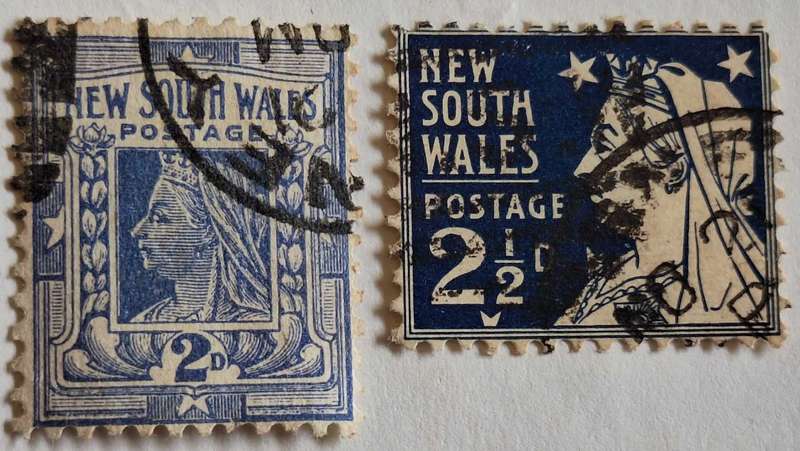 NEW SOUTH WALES
POSTAGE
2D
NEW
SOUTH
WALES
POSTAGE
2 1/2 D